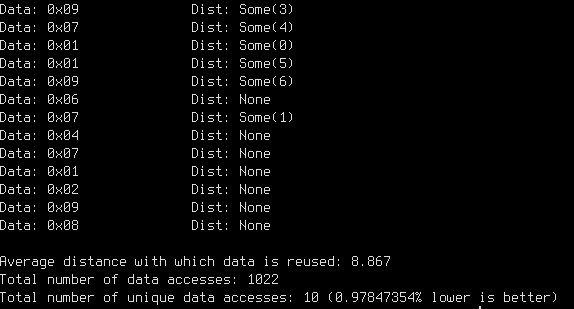 Data: 0x09 Dist: Some(3)
Data: 0x07 Dist: Some(4)
Data: 0x01 Dist: Some(0)
Data: 0x01 Dist: Some(5)
Data: 0x09 Dist: Some(6)
Data: 0x06 Dist: None
Data: 0x07 Dist: Some(1)
Data: 0x04 Dist: None
Data: 0x07 Dist: None
Data: 0x01 Dist: None
Data: 0x02 Dist: None
Data: 0x09 Dist: None
Data: 0x08 Dist: None
Average distance with which data is reused: 8.867
Total number of data accesses: 1022
Total number of unique data accesses: 10 (0.97847354% lower is better)